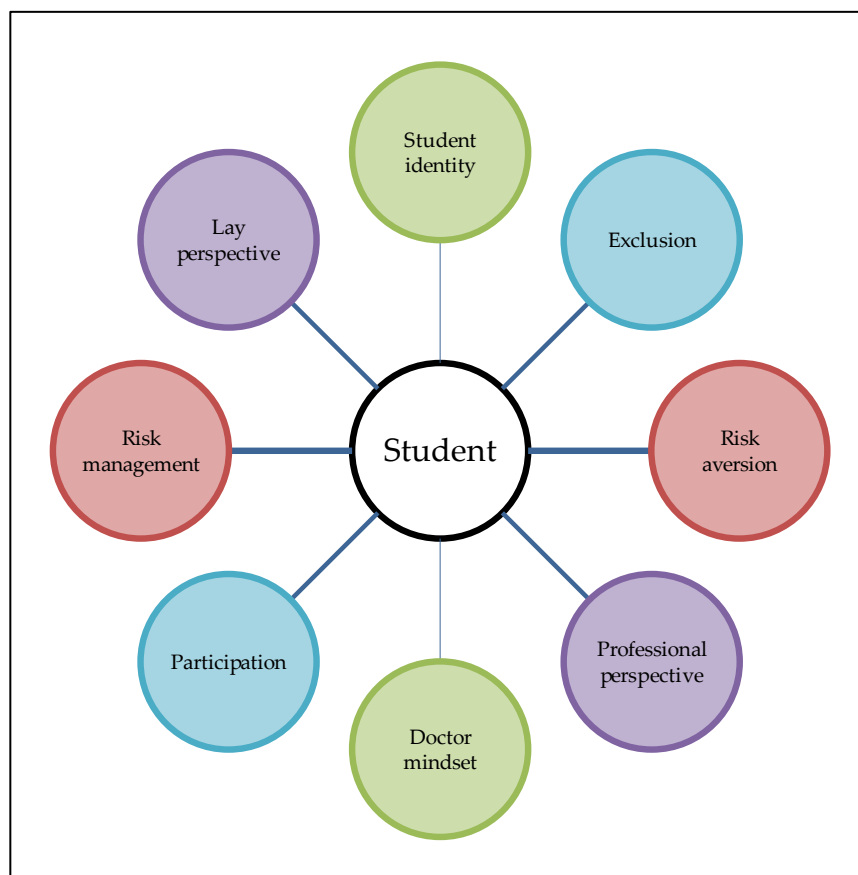 Student
identity
Lay
perspective
Exclusion
Risk
management
Student
Risk
aversion
Participation
Professional
perspective
Doctor
mindset